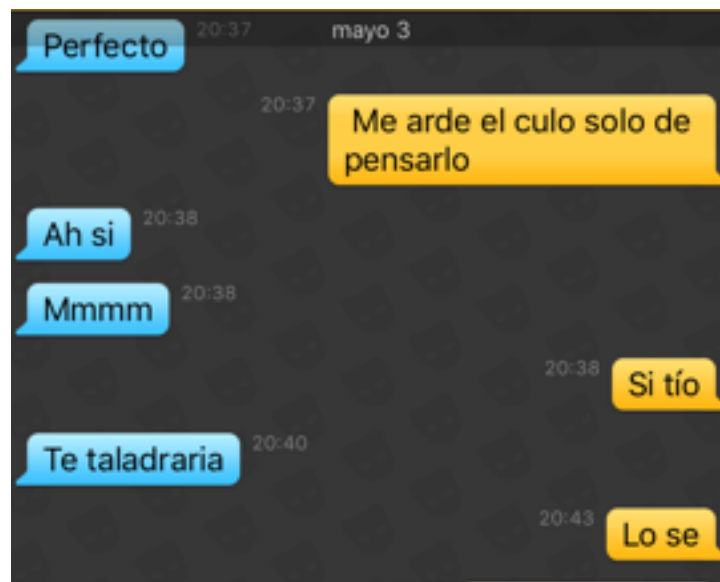 mayo 3
Perfecto 20:37
20:37 Me arde el culo solo de
pensarlo
Ah si 20:38
Mmmm 20:38
20:38 Si tío
Te taladraria 20:40
20:43 Lo se